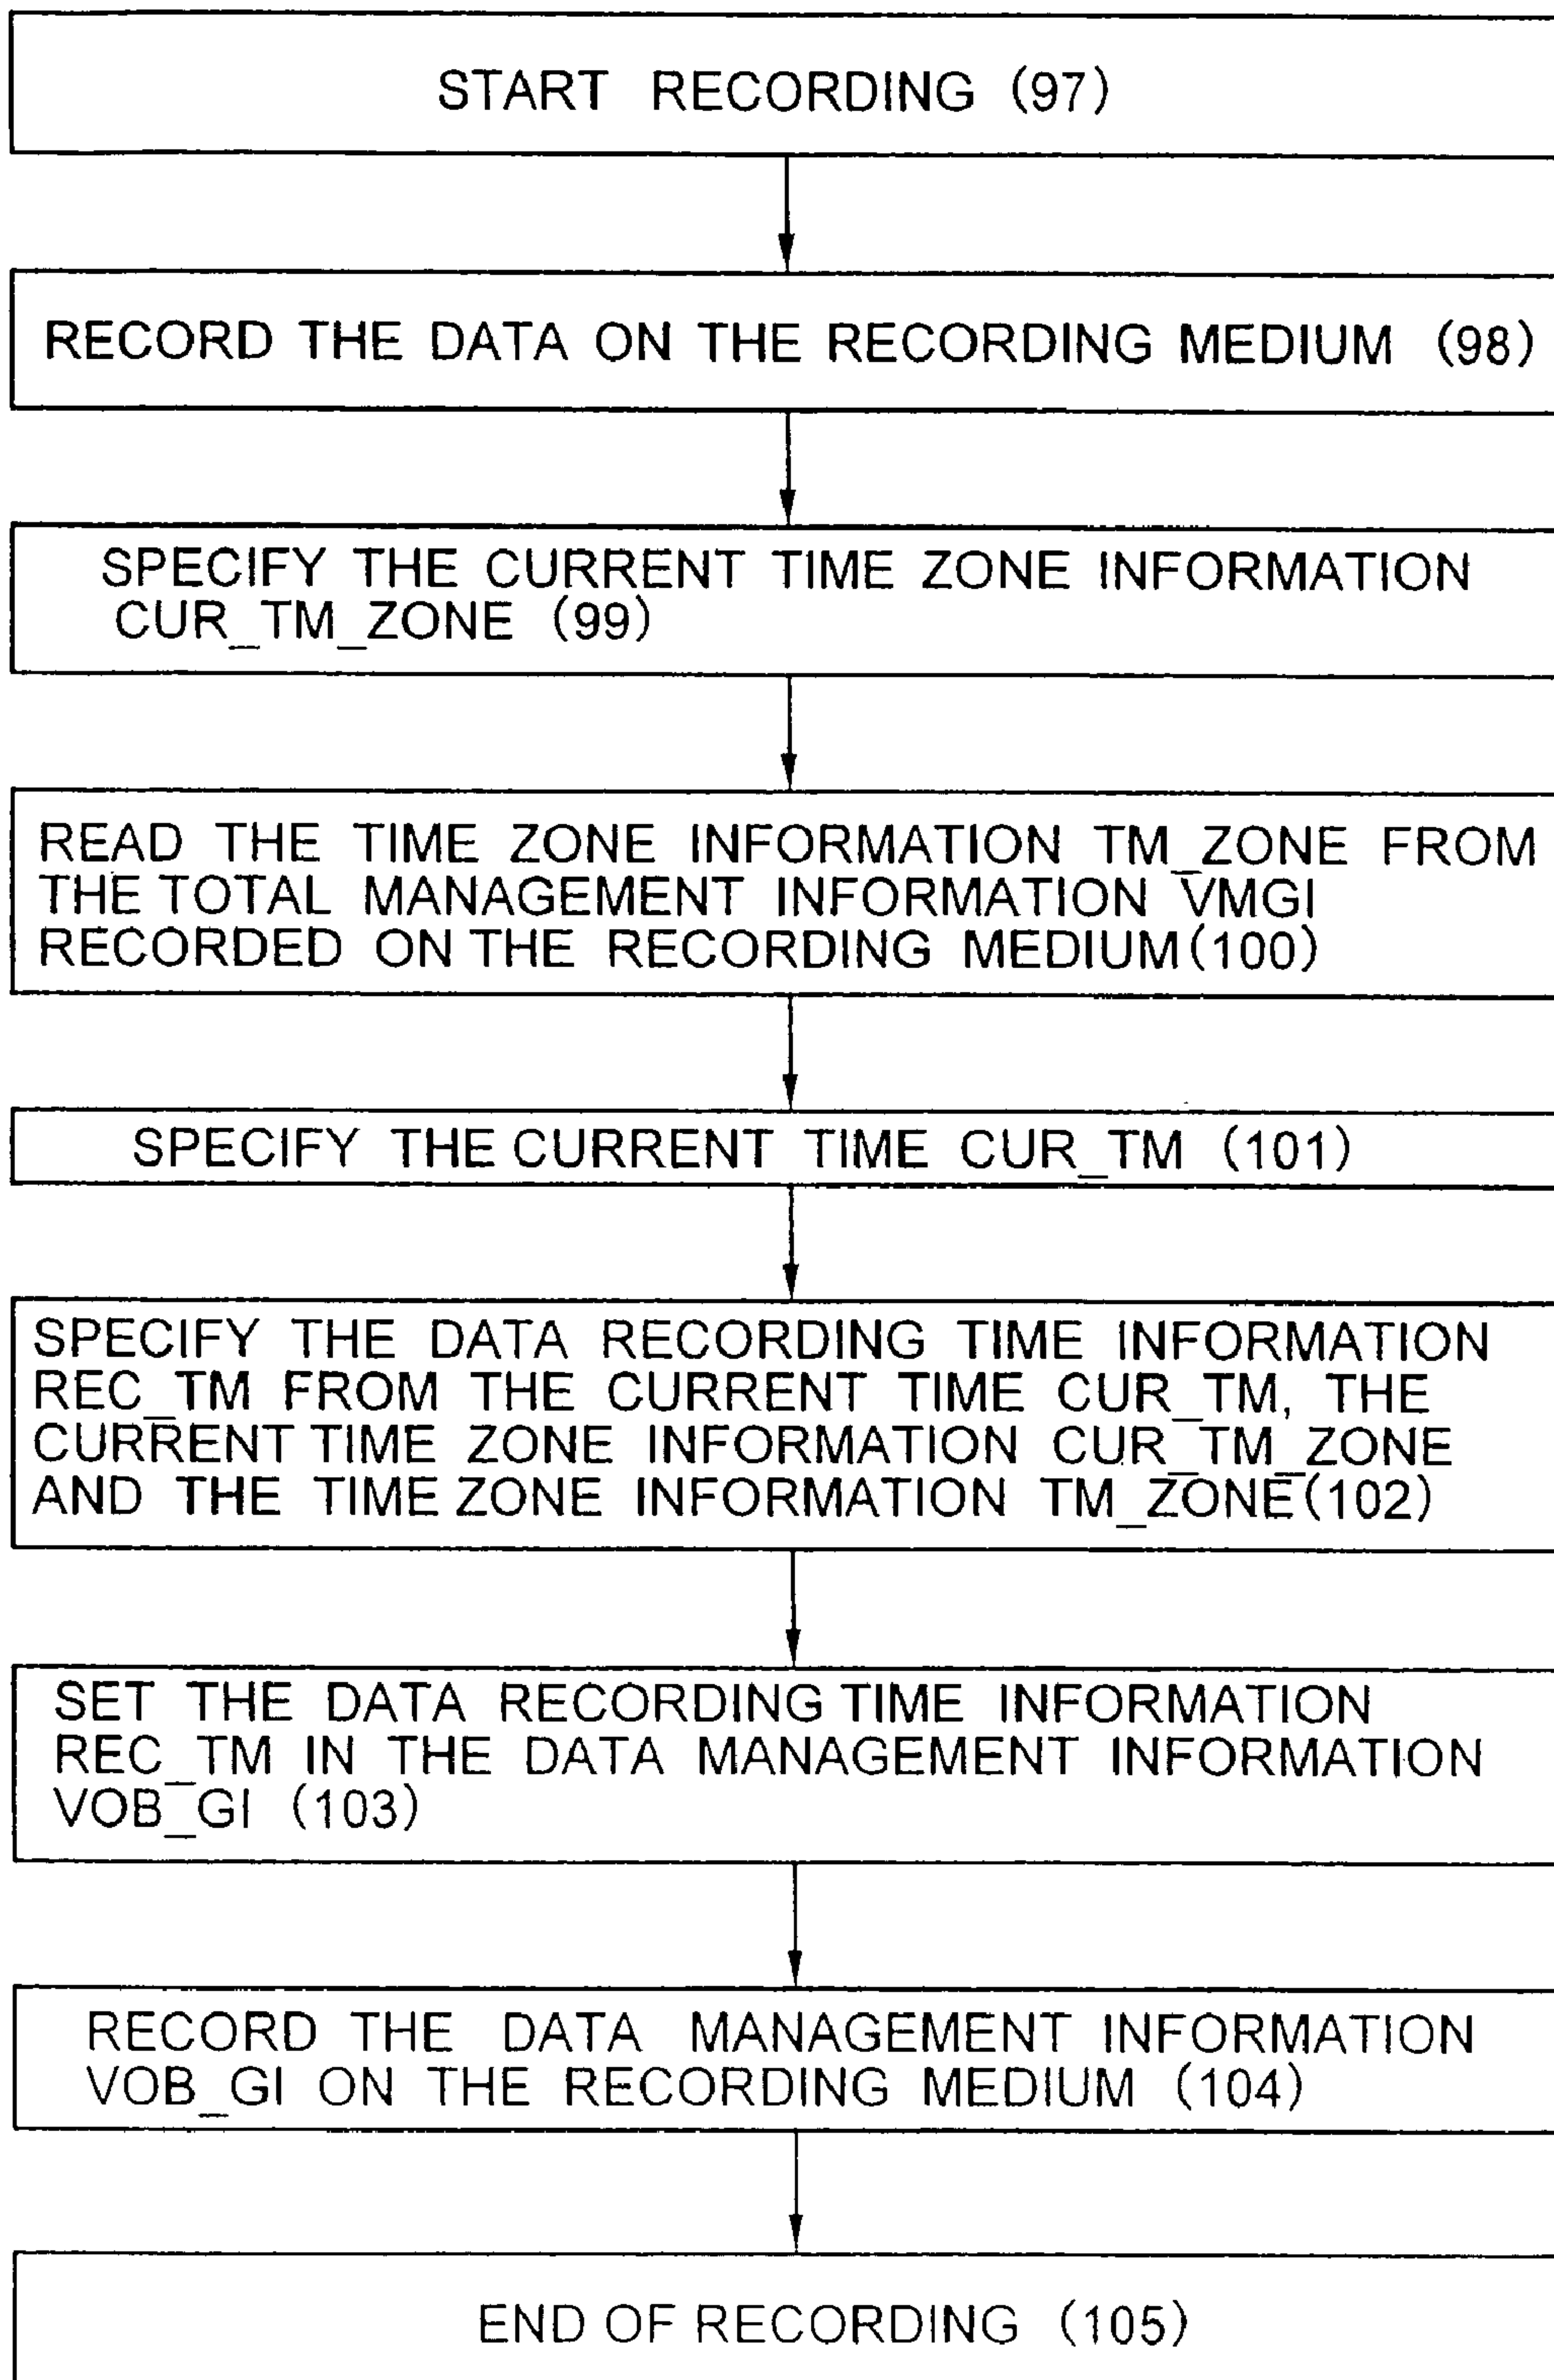 START RECORDING (97)
RECORD THE DATA ON THE RECORDING MEDIUM (98)
SPECIFY THE CURRENT TIME ZONE INFORMATION
CUR_TM_ZONE (99)
READ THE TIME ZONE INFORMATION TM_ZONE FROM
THE TOTAL MANAGEMENT INFORMATION VMGI
RECORDED ON THE RECORDING MEDIUM(100)
SPECIFY THE CURRENT TIME CUR_TM (101)
SPECIFY THE DATA RECORDING TIME INFORMATION
REC_TM FROM THE CURRENT TIME CUR_TM, THE
CURRENT TIME ZONE INFORMATION CUR_TM_ZONE
AND THE TIME ZONE INFORMATION TM_ZONE(102)
SET THE DATA RECORDING TIME INFORMATION
REC_TM IN THE DATA MANAGEMENT INFORMATION
VOB_GI (103)
RECORD THE DATA MANAGEMENT INFORMATION
VOB_GI ON THE RECORDING MEDIUM (104)
END OF RECORDING (105)